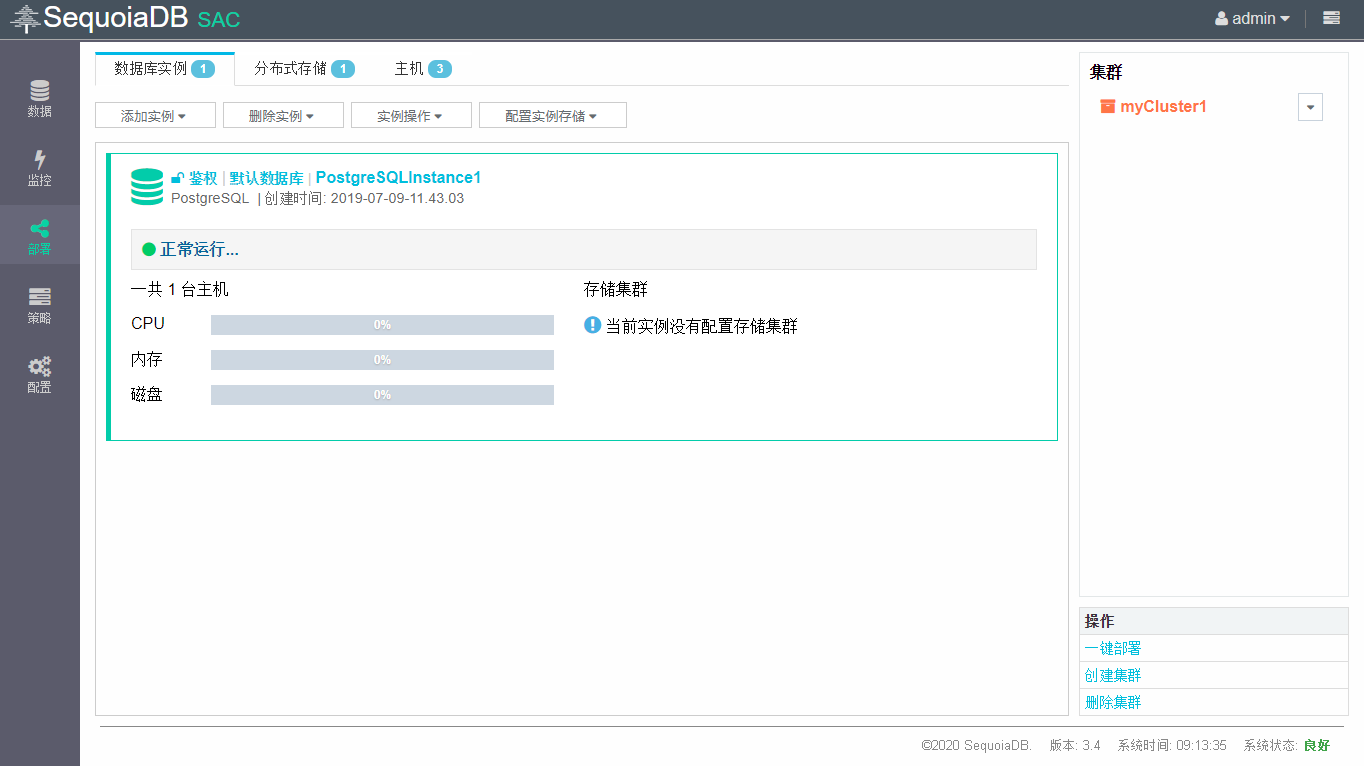 SequoiaDB SAC
admin
数据库实例 1
分布式存储 1
主机 3
添加实例
删除实例
实例操作
配置实例存储
数据
监控
部署
策略
配置
鉴权 | 默认数据库 | PostgreSQLInstance1
PostgreSQL | 创建时间: 2019-07-09-11.43.03
正常运行...
一共 1 台主机
CPU 0%
内存 0%
磁盘 0%
存储集群
当前实例没有配置存储集群
集群
myCluster1
操作
一键部署
创建集群
删除集群
©2020 SequoiaDB. 版本: 3.4 系统时间: 09:13:35 系统状态: 良好